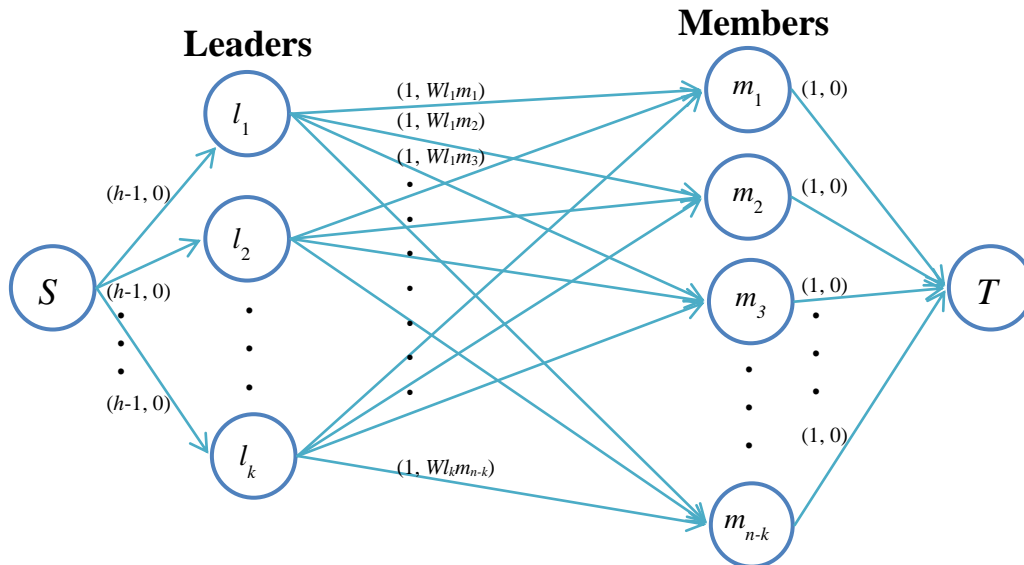 Leaders
Members
l1
l2
lk
S
T
m1
m2
m3
mn-k
(h-1, 0)
(h-1, 0)
(h-1, 0)
(1, Wl1m1)
(1, Wl1m2)
(1, Wl1m3)
(1, Wlkmn-k)
(1, 0)
(1, 0)
(1, 0)
(1, 0)